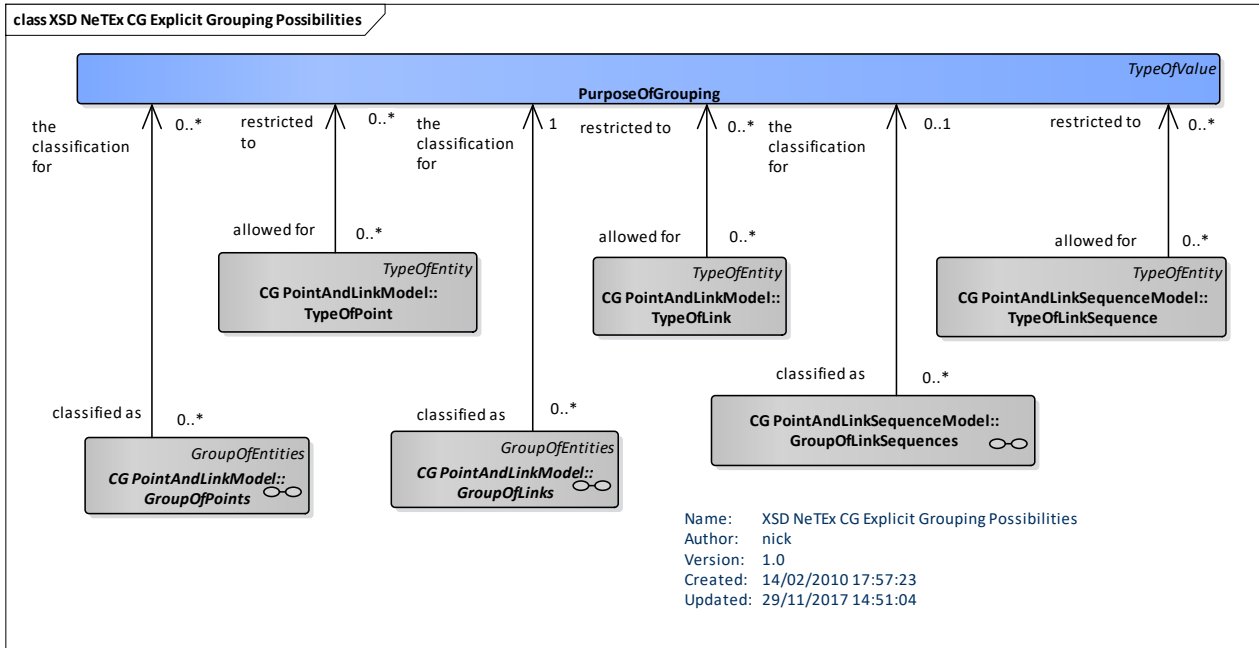 class XSD NeTEx CG Explicit Grouping Possibilities
TypeOfValue
PurposeOfGrouping
the
classification
for
0..*
restricted
to
0..*
the
classification
for
1
restricted to
0..*
the
classification
for
0..1
restricted to
0..*
allowed for
0..*
TypeOfEntity
CG PointAndLinkModel::
TypeOfPoint
allowed for
0..*
TypeOfEntity
CG PointAndLinkModel::
TypeOfLink
allowed for
0..*
TypeOfEntity
CG PointAndLinkSequenceModel::
TypeOfLinkSequence
classified as
0..*
GroupOfEntities
CG PointAndLinkModel::
GroupOfPoints
classified as
0..*
GroupOfEntities
CG PointAndLinkModel::
GroupOfLinks
classified as
0..*
CG PointAndLinkSequenceModel::
GroupOfLinkSequences
Name: XSD NeTEx CG Explicit Grouping Possibilities
Author: nick
Version: 1.0
Created: 14/02/2010 17:57:23
Updated: 29/11/2017 14:51:04